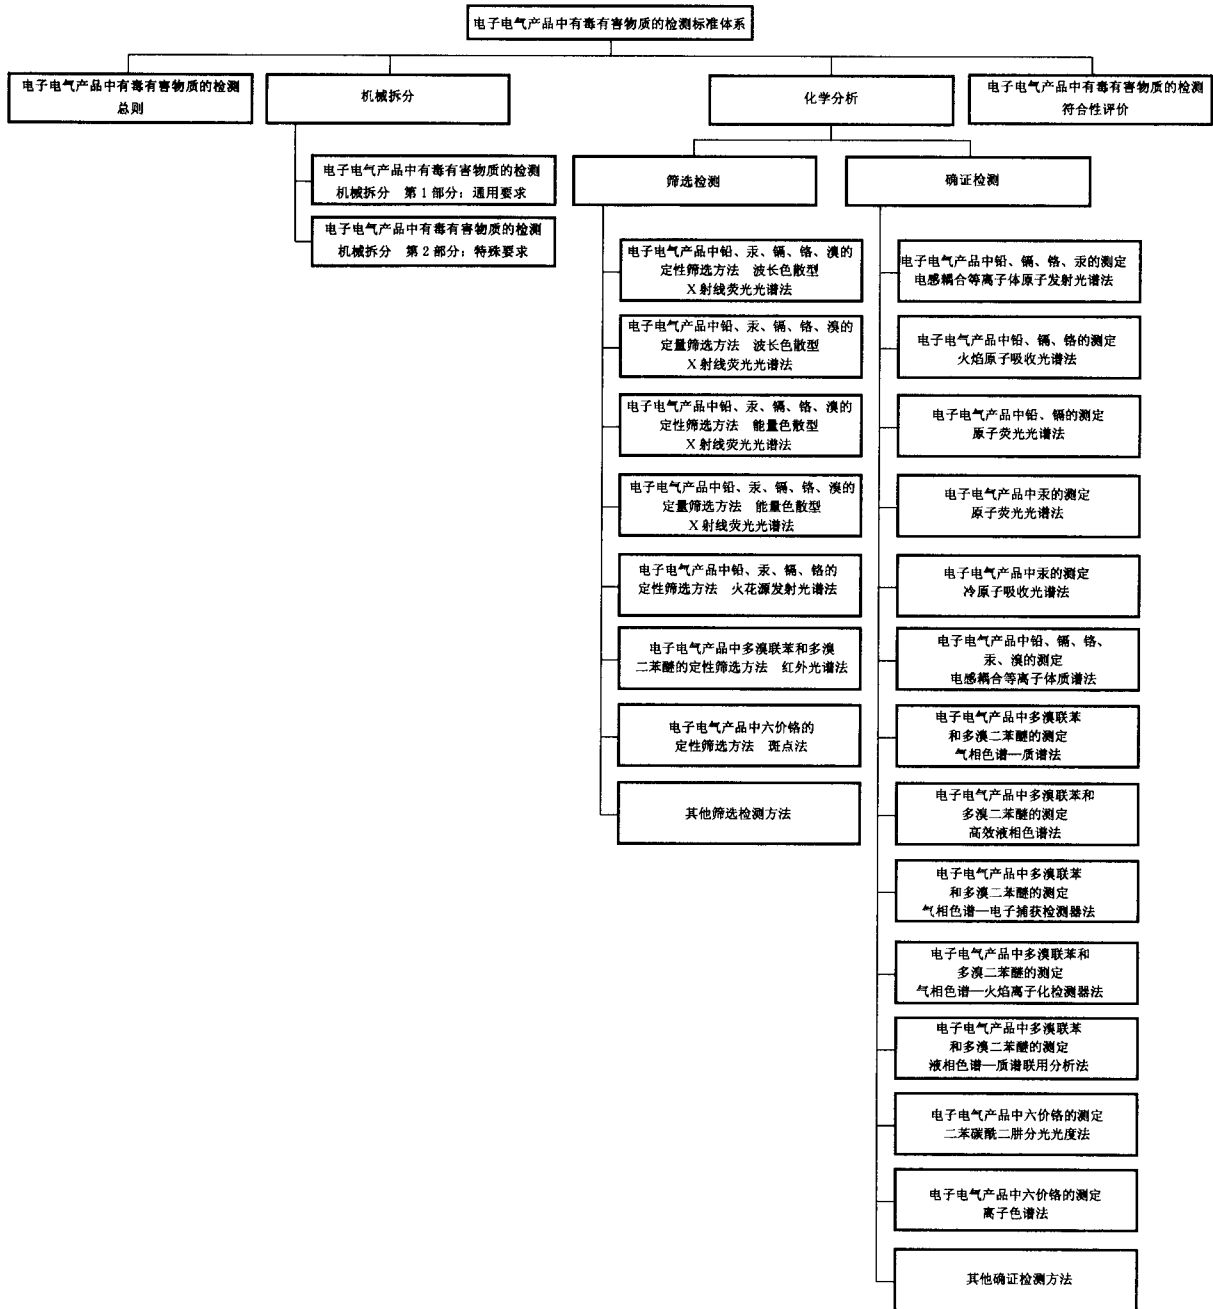 电子电气产品中有毒有害物质的检测标准体系
电子电气产品中有毒有害物质的检测
总则
机械拆分
化学分析
电子电气产品中有毒有害物质的检测
符合性评价
电子电气产品中有毒有害物质的检测
机械拆分 第1部分：通用要求
电子电气产品中有毒有害物质的检测
机械拆分 第2部分：特殊要求
筛选检测
确证检测
电子电气产品中铅、汞、镉、铬、溴的
定性筛选方法 波长色散型
X射线荧光光谱法
电子电气产品中铅、汞、镉、铬、溴的
定量筛选方法 波长色散型
X射线荧光光谱法
电子电气产品中铅、汞、镉、铬、溴的
定性筛选方法 能量色散型
X射线荧光光谱法
电子电气产品中铅、汞、镉、铬、溴的
定量筛选方法 能量色散型
X射线荧光光谱法
电子电气产品中铅、汞、镉、铬的
定性筛选方法 火花源发射光谱法
电子电气产品中多溴联苯和多溴
二苯醚的定性筛选方法 红外光谱法
电子电气产品中六价铬的
定性筛选方法 斑点法
其他筛选检测方法
电子电气产品中铅、镉、铬、汞的测定
电感耦合等离子体原子发射光谱法
电子电气产品中铅、镉、铬的测定
火焰原子吸收光谱法
电子电气产品中铅、镉的测定
原子荧光光谱法
电子电气产品中汞的测定
原子荧光光谱法
电子电气产品中汞的测定
冷原子吸收光谱法
电子电气产品中铅、镉、铬、
汞、溴的测定
电感耦合等离子体质谱法
电子电气产品中多溴联苯
和多溴二苯醚的测定
气相色谱—质谱法
电子电气产品中多溴联苯和
多溴二苯醚的测定
高效液相色谱法
电子电气产品中多溴联苯
和多溴二苯醚的测定
气相色谱—电子捕获检测器法
电子电气产品中多溴联苯和
多溴二苯醚的测定
气相色谱—火焰离子化检测器法
电子电气产品中多溴联苯
和多溴二苯醚的测定
液相色谱—质谱联用分析法
电子电气产品中六价铬的测定
二苯碳酰二肼分光光度法
电子电气产品中六价铬的测定
离子色谱法
其他确证检测方法